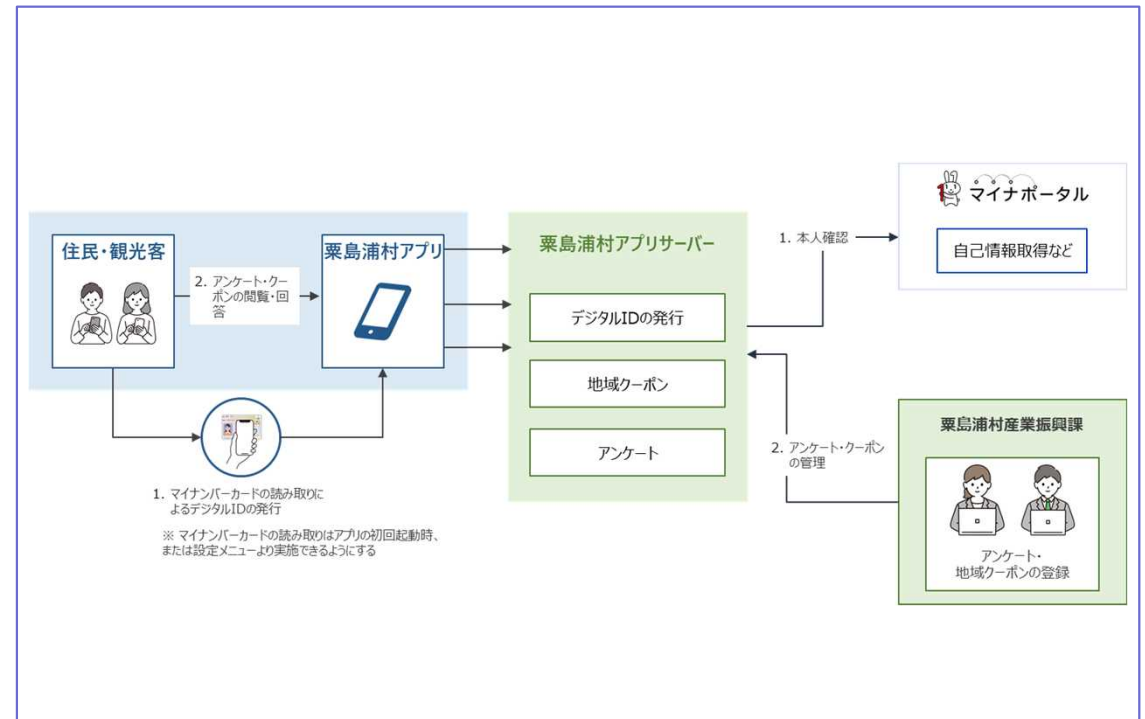 住民・観光客
2. アンケート・クー
ポンの閲覧・回
答
粟島浦村アプリ
1. マイナンバーカードの読み取りに
よるデジタルIDの発行
※ マイナンバーカードの読み取りはアプリの初回起動時、
または設定メニューより実施できるようにする
粟島浦村アプリサーバー
デジタルIDの発行
地域クーポン
アンケート
1. 本人確認
マイナポータル
自己情報取得など
2. アンケート・クーポン
の管理
粟島浦村産業振興課
アンケート・
地域クーポンの登録